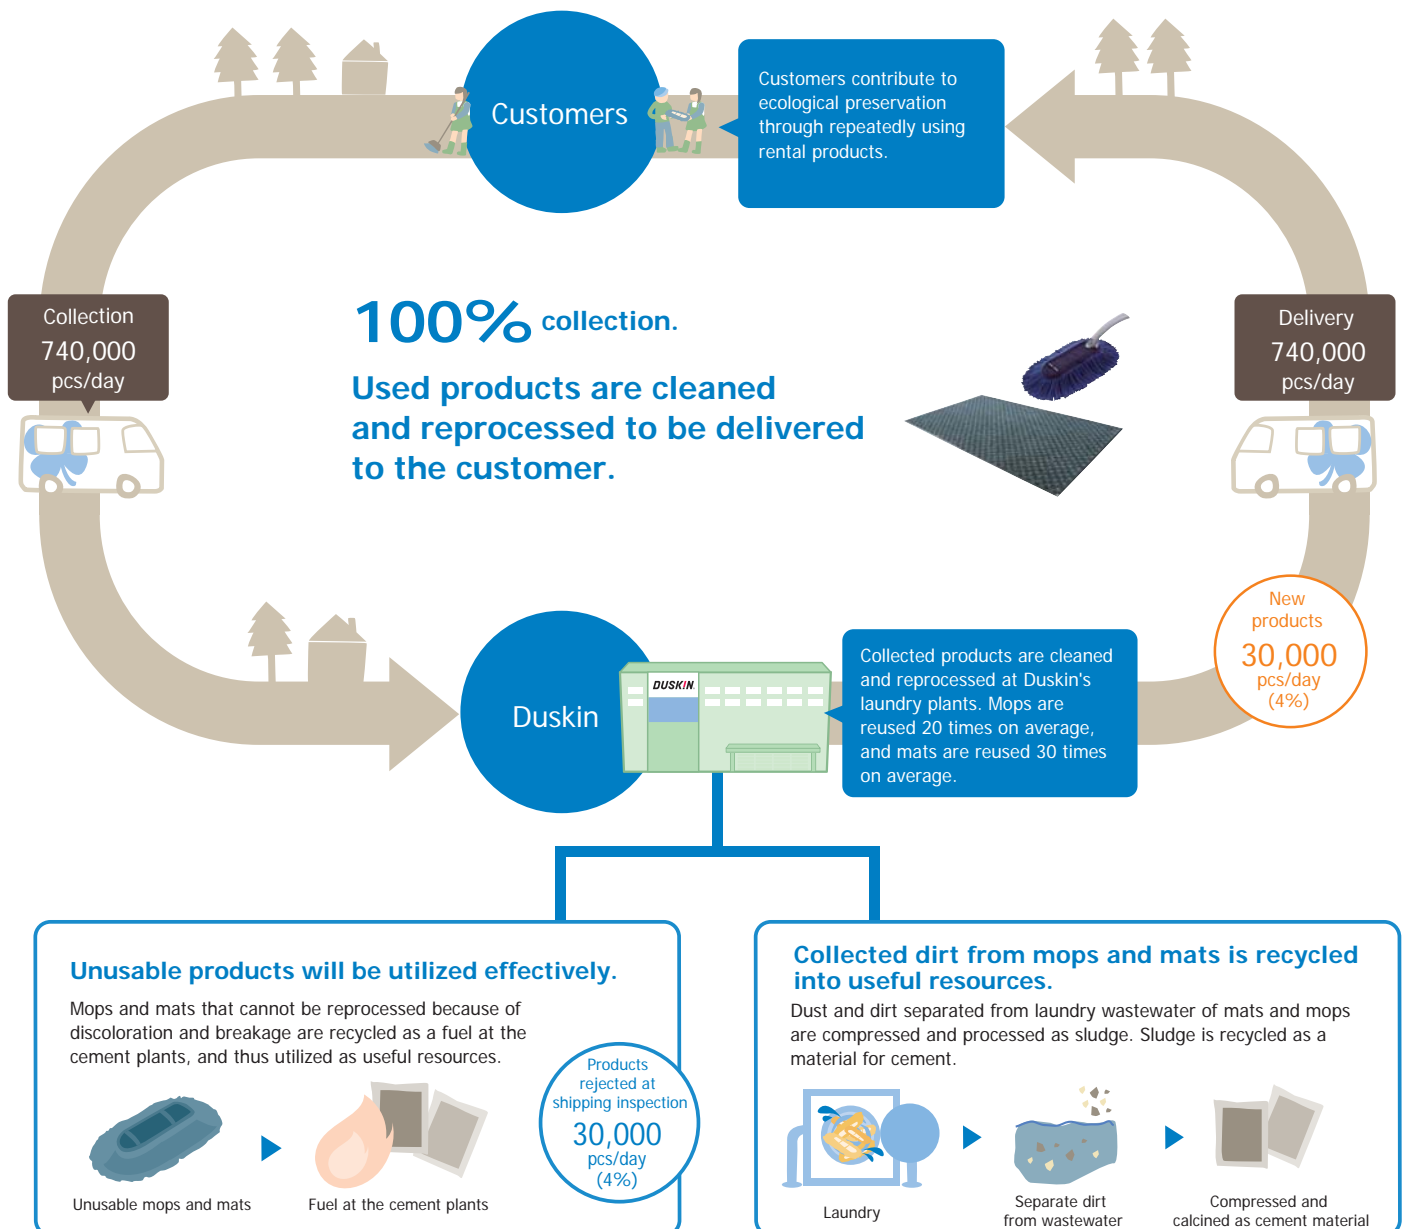 Customers
Customers contribute to
ecological preservation
through repeatedly using
rental products.
Collection
740,000
pcs/day
100% collection.
Used products are cleaned
and reprocessed to be delivered
to the customer.
Delivery
740,000
pcs/day
New
products
30,000
pcs/day
(4%)
Duskin
DUSKIN
Collected products are cleaned
and reprocessed at Duskin's
laundry plants. Mops are
reused 20 times on average,
and mats are reused 30 times
on average.
Unusable products will be utilized effectively.
Mops and mats that cannot be reprocessed because of
discoloration and breakage are recycled as a fuel at the
cement plants, and thus utilized as useful resources.
Products
rejected at
shipping inspection
30,000
pcs/day
(4%)
Unusable mops and mats
Fuel at the cement plants
Collected dirt from mops and mats is recycled
into useful resources.
Dust and dirt separated from laundry wastewater of mats and mops
are compressed and processed as sludge. Sludge is recycled as a
material for cement.
Laundry
Separate dirt
from wastewater
Compressed and
calcined as cement material